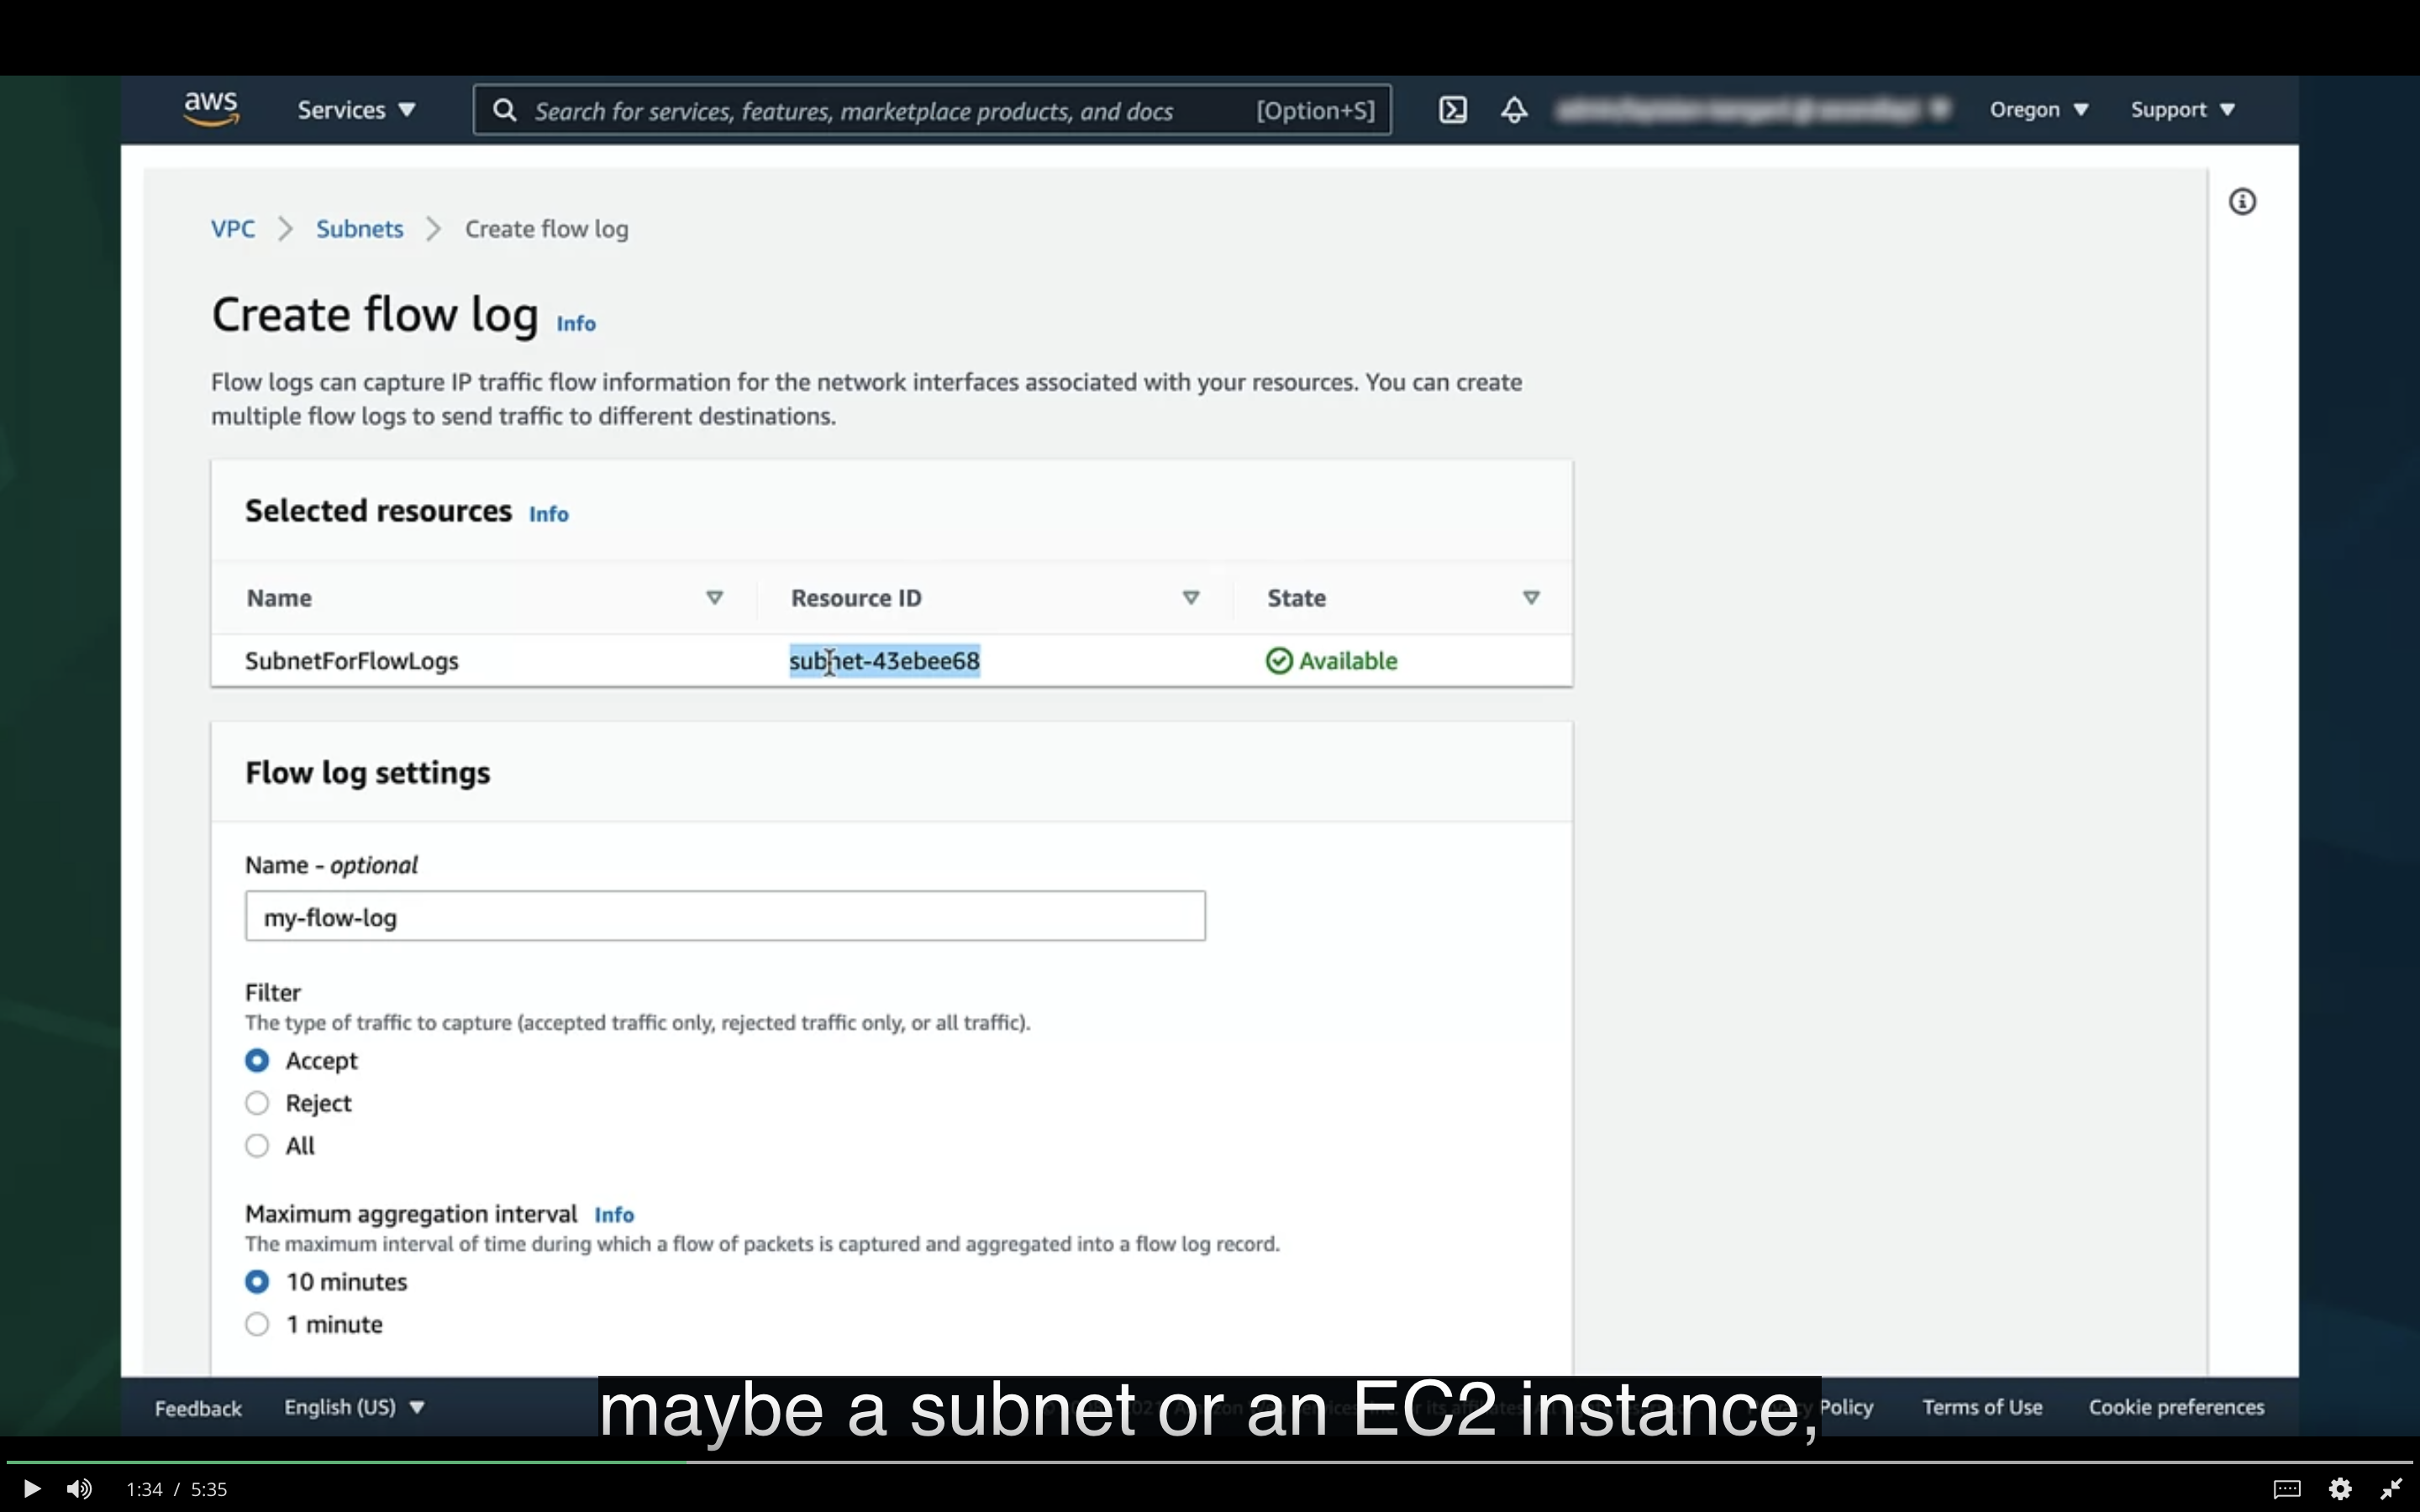 aws
Services
Search for services, features, marketplace products, and docs [Option+S]
Oregon
Support
VPC > Subnets > Create flow log
Create flow log Info
Flow logs can capture IP traffic flow information for the network interfaces associated with your resources. You can create
multiple flow logs to send traffic to different destinations.
Selected resources Info
Name Resource ID State
SubnetForFlowLogs subnet-43ebee68 Available
Flow log settings
Name - optional
my-flow-log
Filter
The type of traffic to capture (accepted traffic only, rejected traffic only, or all traffic).
Accept
Reject
All
Maximum aggregation interval Info
The maximum interval of time during which a flow of packets is captured and aggregated into a flow log record.
10 minutes
1 minute
Feedback English (US) Policy Terms of Use Cookie preferences
maybe a subnet or an EC2 instance,
1:34 / 5:35